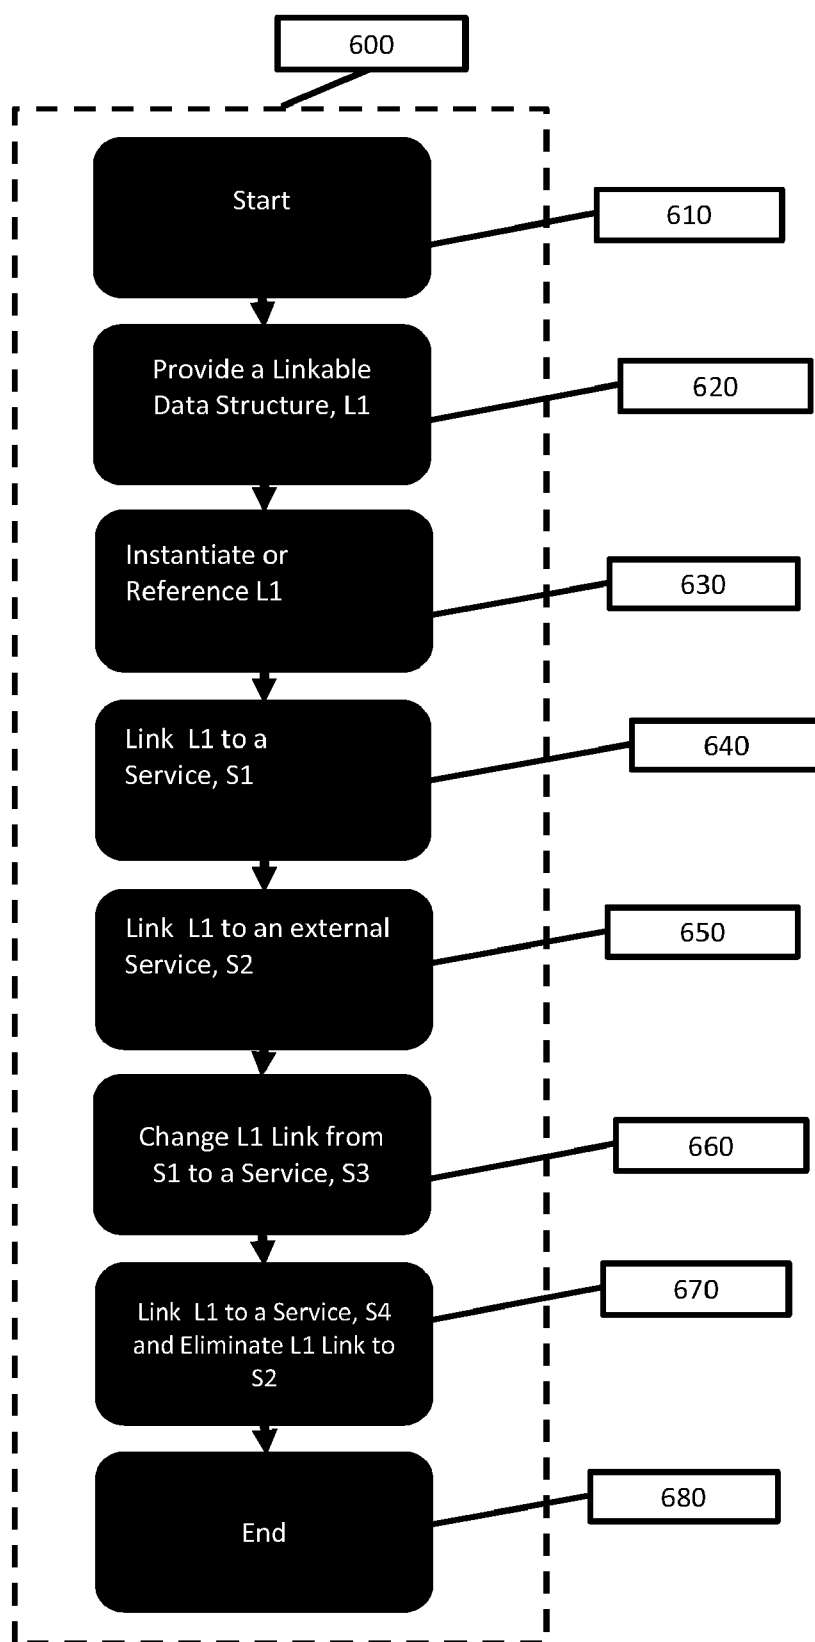 600
Start
610
Provide a Linkable
Data Structure, L1
620
Instantiate or
Reference L1
630
Link L1 to a
Service, S1
640
Link L1 to an external
Service, S2
650
Change L1 Link from
S1 to a Service, S3
660
Link L1 to a Service, S4
and Eliminate L1 Link to
S2
670
End
680